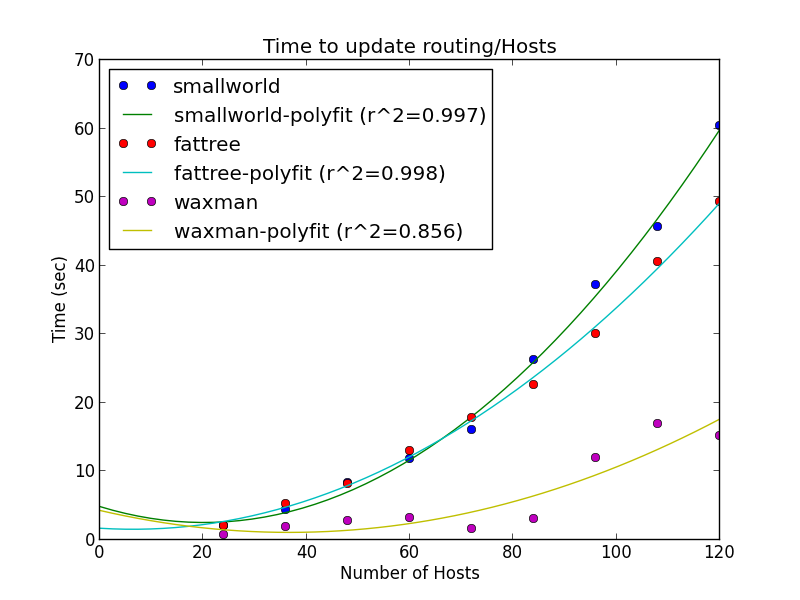 Time to update routing/Hosts
70
60
50
40
30
20
10
0
Time (sec)
smallworld
smallworld-polyfit (r^2=0.997)
fattree
fattree-polyfit (r^2=0.998)
waxman
waxman-polyfit (r^2=0.856)
0 20 40 60 80 100 120
Number of Hosts